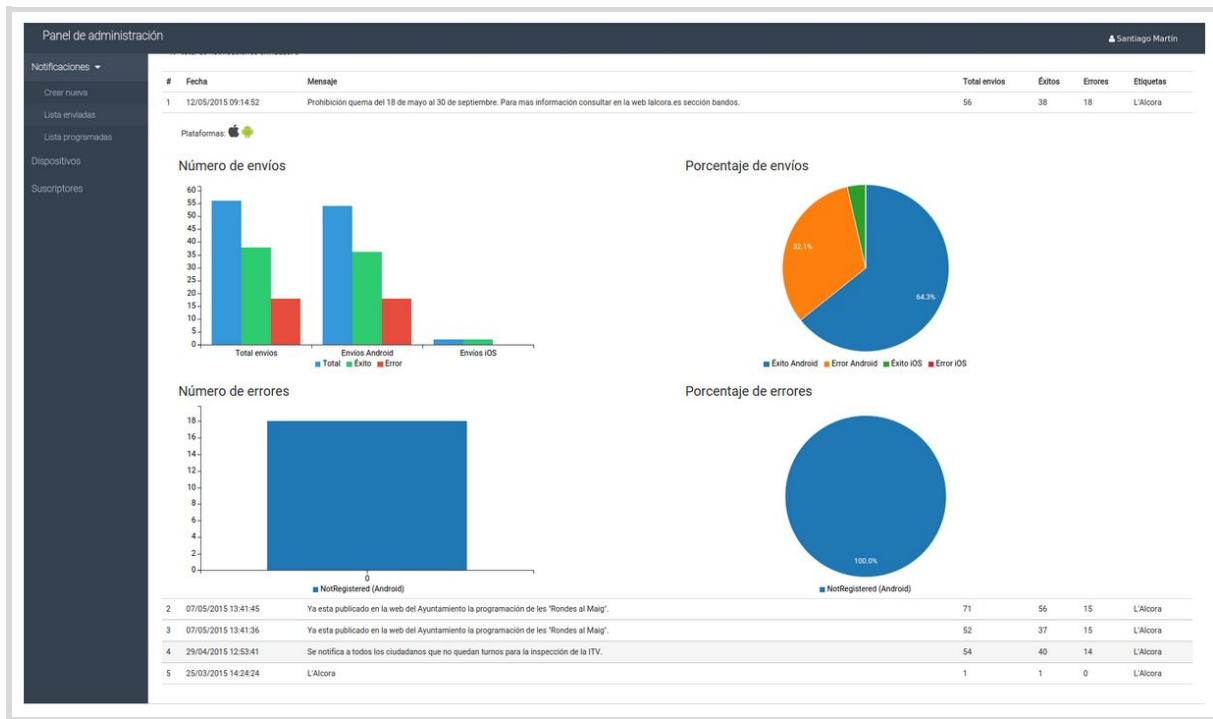 Panel de administración
Santiago Martín
Notificaciones
Crear nueva
Lista enviadas
Lista programadas
Dispositivos
Suscriptores
# Fecha Mensaje Total envíos Éxitos Errores Etiquetas
1 12/05/2015 09:14:52 Prohibición quema del 18 de mayo al 30 de septiembre. Para mas información consultar en la web lalcora.es sección bandos. 56 38 18 L'Alcora
Plataformas:
Número de envíos
60
55
50
45
40
35
30
25
20
15
10
5
0
Total envíos Envíos Android Envíos iOS
Total Éxito Error
Porcentaje de envíos
32.1%
64.3%
Éxito Android Error Android Éxito iOS Error iOS
Número de errores
18
16
14
12
10
8
6
4
2
0
0
NotRegistered (Android)
Porcentaje de errores
100.0%
NotRegistered (Android)
2 07/05/2015 13:41:45 Ya esta publicado en la web del Ayuntamiento la programación de les "Rondes al Maig". 71 56 15 L'Alcora
3 07/05/2015 13:41:36 Ya esta publicado en la web del Ayuntamiento la programación de les "Rondes al Maig". 52 37 15 L'Alcora
4 29/04/2015 12:53:41 Se notifica a todos los ciudadanos que no quedan turnos para la inspección de la ITV. 54 40 14 L'Alcora
5 25/03/2015 14:24:24 L'Alcora 1 1 0 L'Alcora